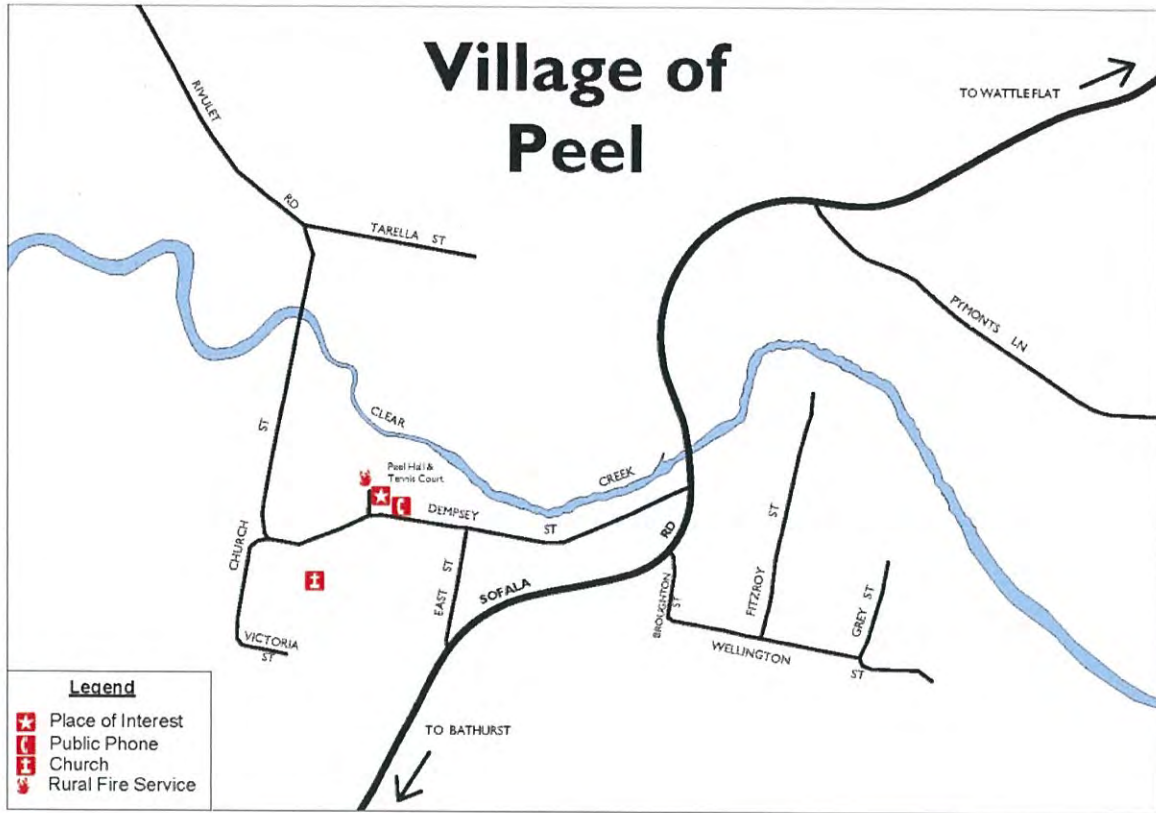 Village of
Peel
TO WATTLEFLAT
RIVULET
RD
TARELLA ST
PYMONTS LN
CLEAR
CREEK
ST
Peel Hall &
Tennis Court
DEMPSEY
ST
CHURCH
EAST ST
SOFALA
RD
BROUGHTON
ST
FITZROY ST
GREY ST
WELLINGTON
ST
VICTORIA
ST
TO BATHURST
Legend
Place of Interest
Public Phone
Church
Rural Fire Service